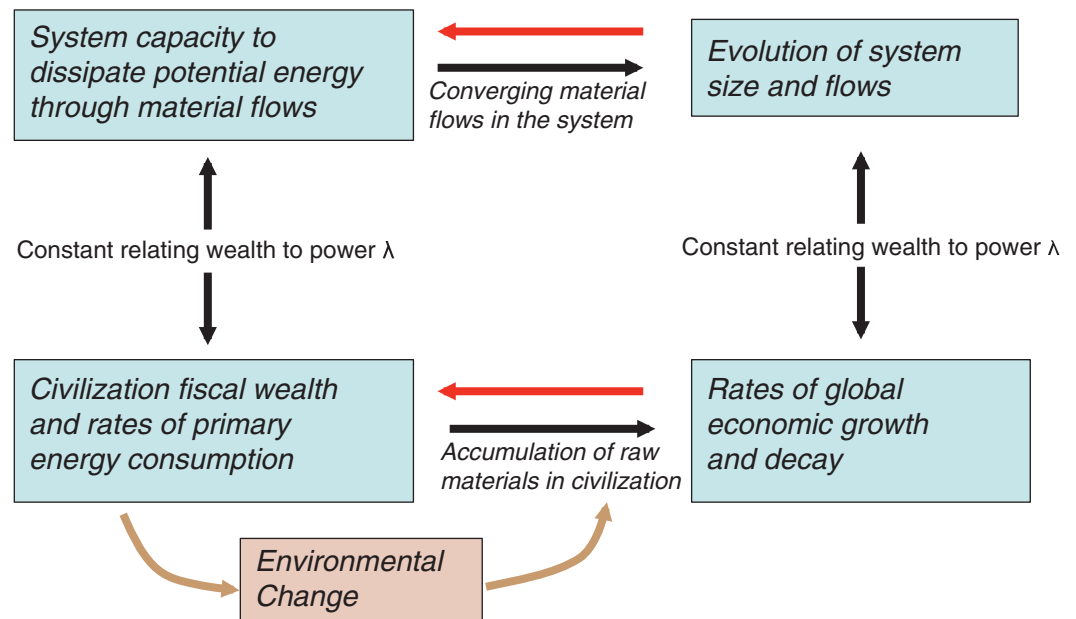 System capacity to
dissipate potential energy
through material flows
Converging material
flows in the system
Evolution of system
size and flows
Constant relating wealth to power λ
Constant relating wealth to power λ
Civilization fiscal wealth
and rates of primary
energy consumption
Accumulation of raw
materials in civilization
Rates of global
economic growth
and decay
Environmental
Change